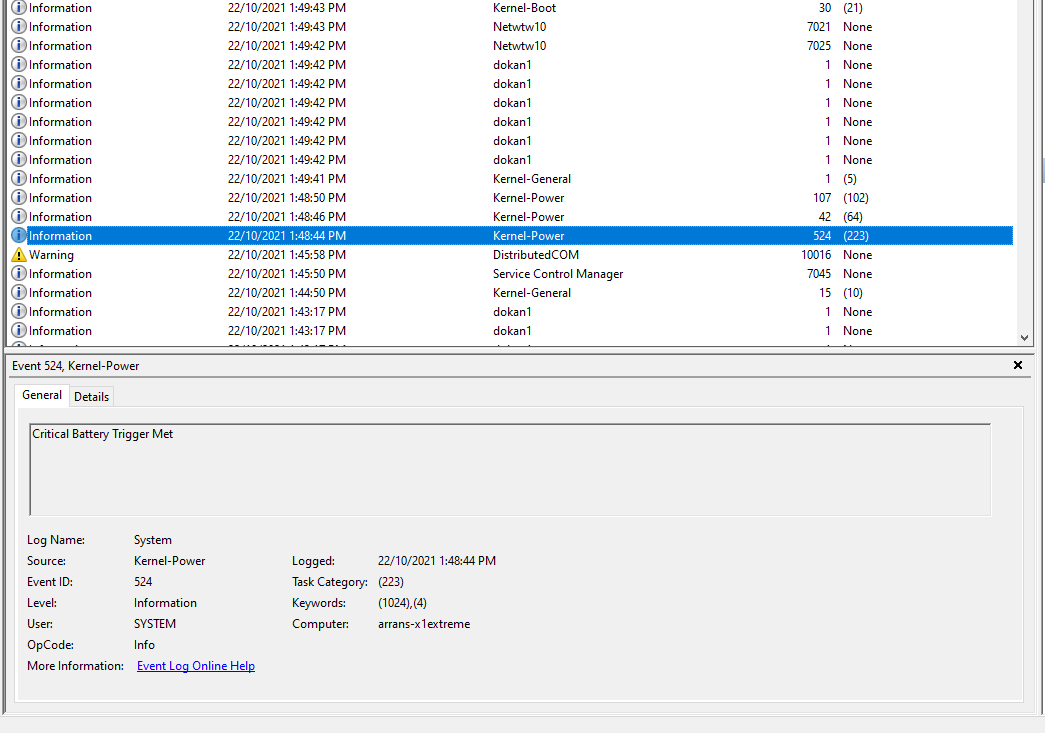 Information 22/10/2021 1:49:43 PM Kernel-Boot 30 (21)
Information 22/10/2021 1:49:43 PM Netwtw10 7021 None
Information 22/10/2021 1:49:43 PM Netwtw10 7025 None
Information 22/10/2021 1:49:42 PM dokan1 1 None
Information 22/10/2021 1:49:42 PM dokan1 1 None
Information 22/10/2021 1:49:42 PM dokan1 1 None
Information 22/10/2021 1:49:42 PM dokan1 1 None
Information 22/10/2021 1:49:42 PM dokan1 1 None
Information 22/10/2021 1:49:42 PM dokan1 1 None
Information 22/10/2021 1:49:41 PM Kernel-General 1 (5)
Information 22/10/2021 1:48:50 PM Kernel-Power 107 (102)
Information 22/10/2021 1:48:46 PM Kernel-Power 42 (64)
Information 22/10/2021 1:48:44 PM Kernel-Power 524 (223)
Warning 22/10/2021 1:45:58 PM DistributedCOM 10016 None
Information 22/10/2021 1:45:50 PM Service Control Manager 7045 None
Information 22/10/2021 1:44:50 PM Kernel-General 15 (10)
Information 22/10/2021 1:43:17 PM dokan1 1 None
Information 22/10/2021 1:43:17 PM dokan1 1 None
Event 524, Kernel-Power
General Details
Critical Battery Trigger Met
Log Name: System
Source: Kernel-Power Logged: 22/10/2021 1:48:44 PM
Event ID: 524 Task Category: (223)
Level: Information Keywords: (1024),(4)
User: SYSTEM Computer: arrans-x1extreme
OpCode: Info
More Information: Event Log Online Help